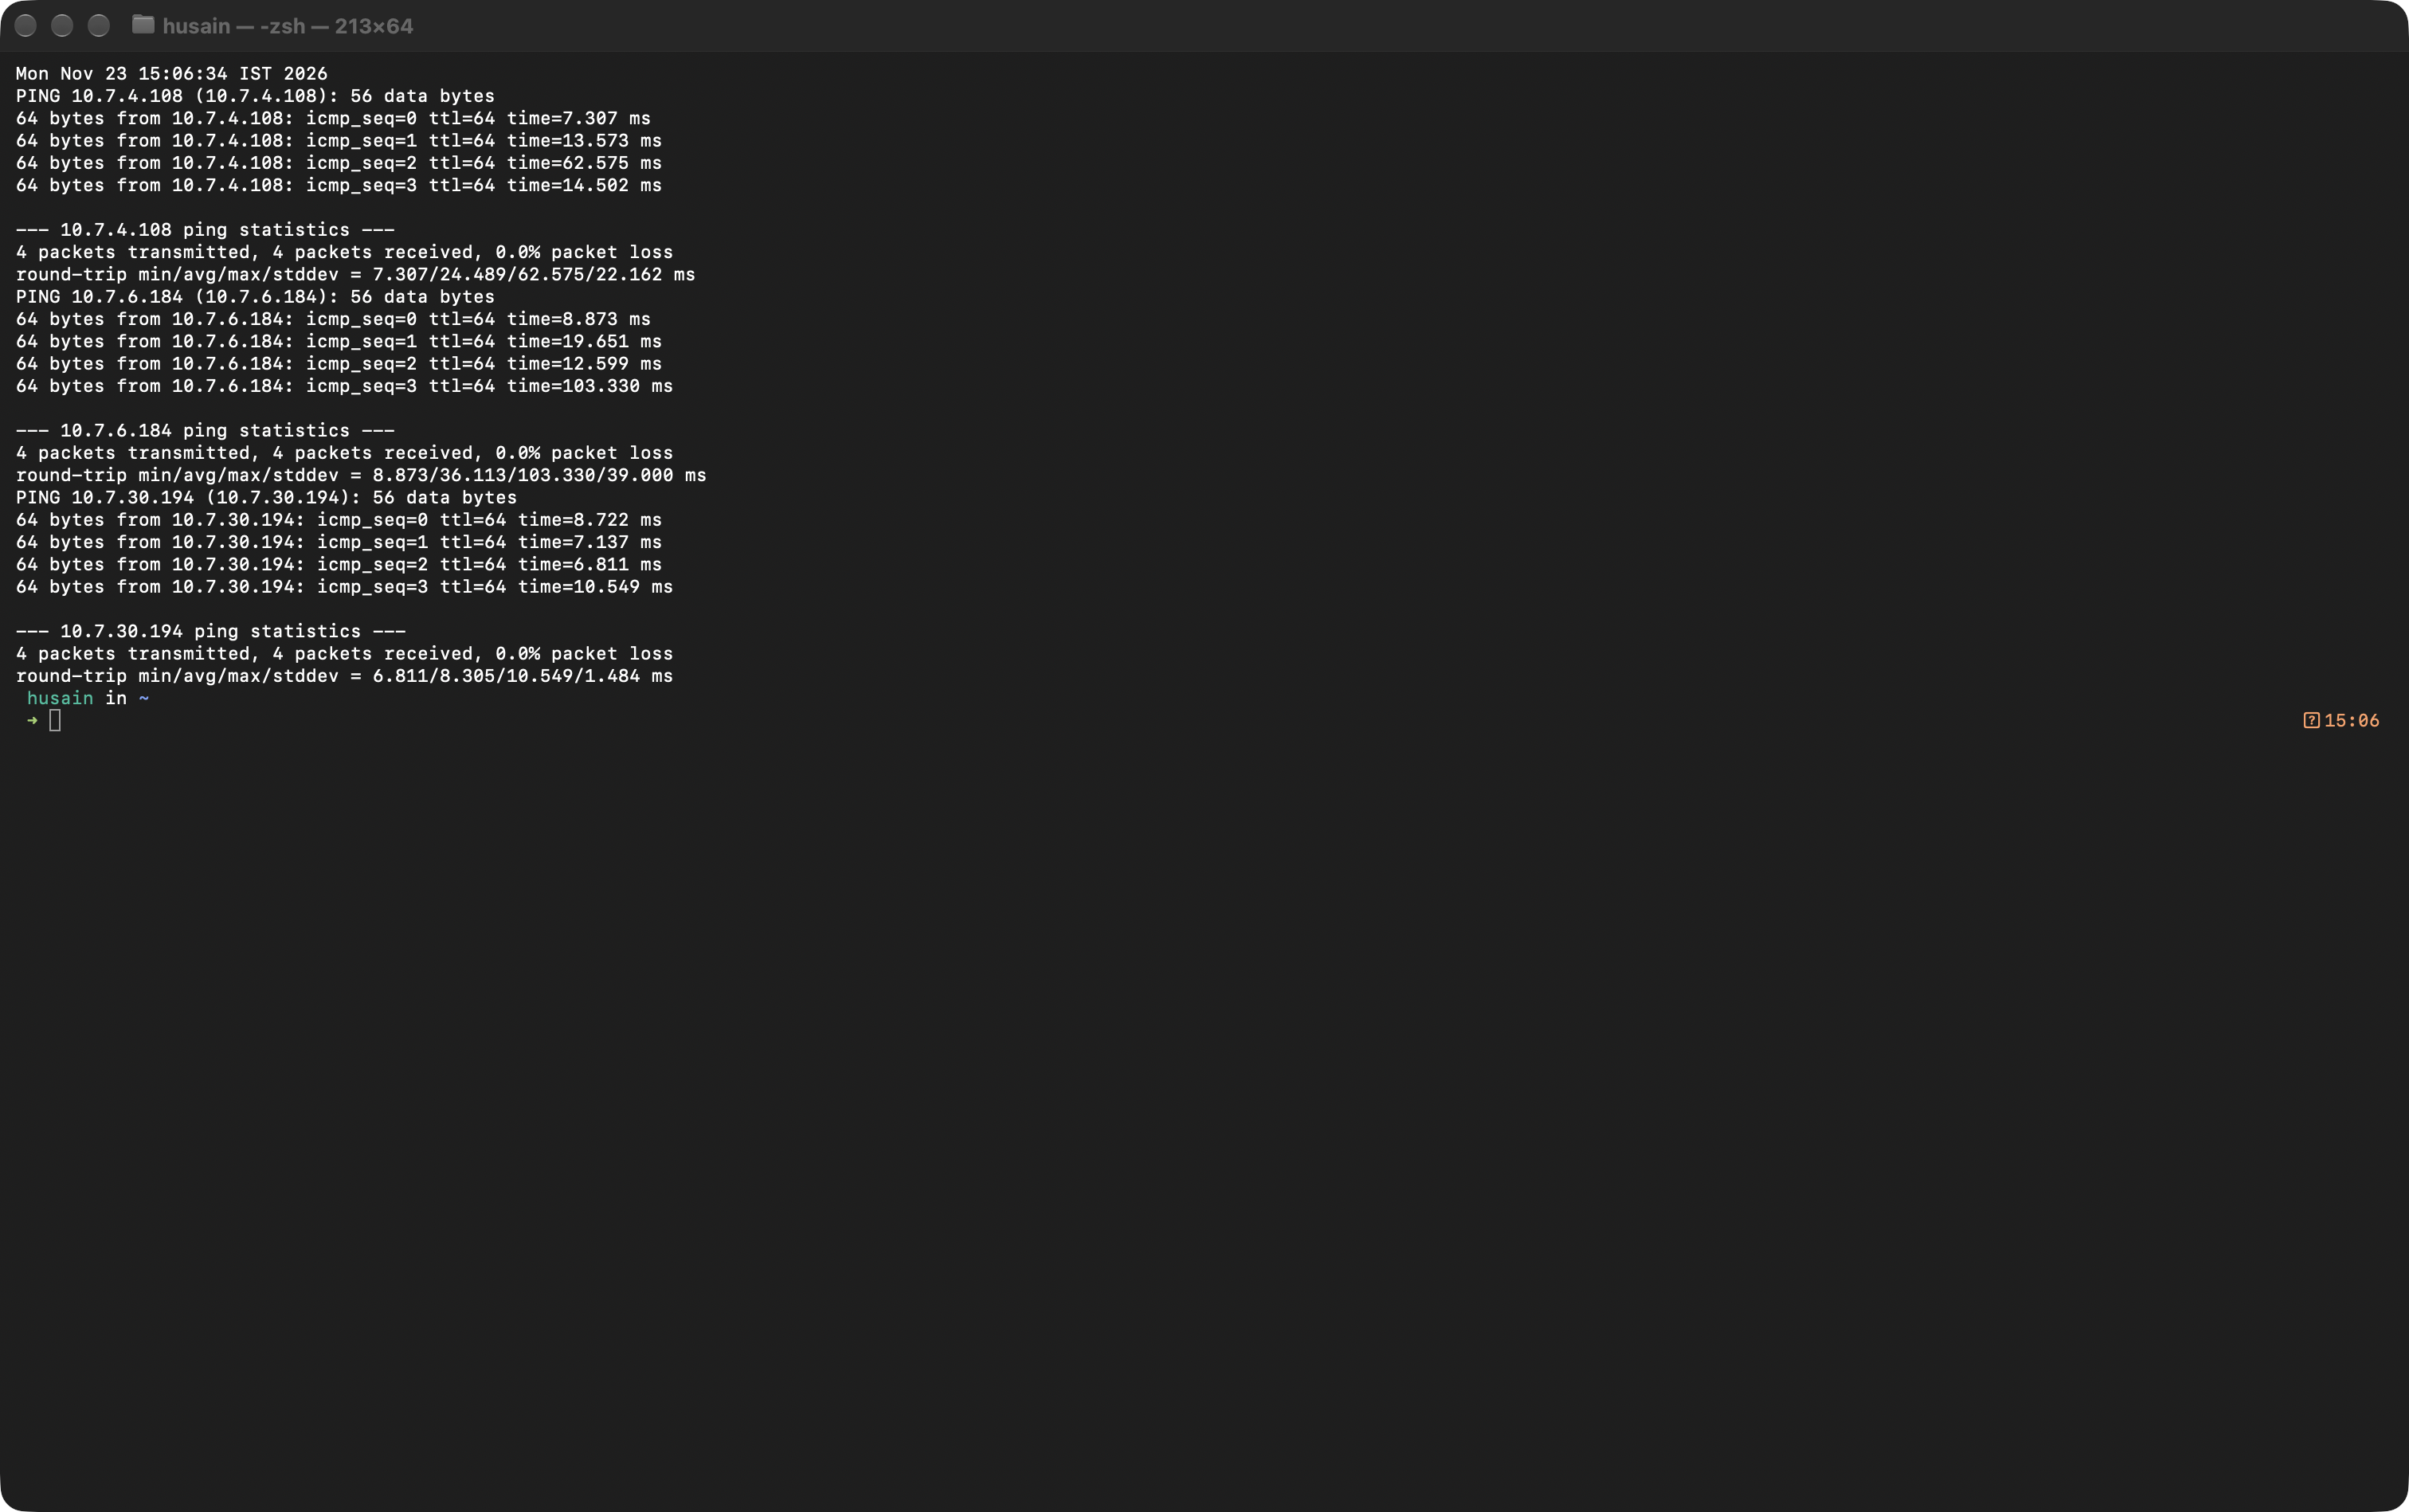 husain — -zsh — 213×64
Mon Nov 23 15:06:34 IST 2026
PING 10.7.4.108 (10.7.4.108): 56 data bytes
64 bytes from 10.7.4.108: icmp_seq=0 ttl=64 time=7.307 ms
64 bytes from 10.7.4.108: icmp_seq=1 ttl=64 time=13.573 ms
64 bytes from 10.7.4.108: icmp_seq=2 ttl=64 time=62.575 ms
64 bytes from 10.7.4.108: icmp_seq=3 ttl=64 time=14.502 ms

--- 10.7.4.108 ping statistics ---
4 packets transmitted, 4 packets received, 0.0% packet loss
round-trip min/avg/max/stddev = 7.307/24.489/62.575/22.162 ms
PING 10.7.6.184 (10.7.6.184): 56 data bytes
64 bytes from 10.7.6.184: icmp_seq=0 ttl=64 time=8.873 ms
64 bytes from 10.7.6.184: icmp_seq=1 ttl=64 time=19.651 ms
64 bytes from 10.7.6.184: icmp_seq=2 ttl=64 time=12.599 ms
64 bytes from 10.7.6.184: icmp_seq=3 ttl=64 time=103.330 ms

--- 10.7.6.184 ping statistics ---
4 packets transmitted, 4 packets received, 0.0% packet loss
round-trip min/avg/max/stddev = 8.873/36.113/103.330/39.000 ms
PING 10.7.30.194 (10.7.30.194): 56 data bytes
64 bytes from 10.7.30.194: icmp_seq=0 ttl=64 time=8.722 ms
64 bytes from 10.7.30.194: icmp_seq=1 ttl=64 time=7.137 ms
64 bytes from 10.7.30.194: icmp_seq=2 ttl=64 time=6.811 ms
64 bytes from 10.7.30.194: icmp_seq=3 ttl=64 time=10.549 ms

--- 10.7.30.194 ping statistics ---
4 packets transmitted, 4 packets received, 0.0% packet loss
round-trip min/avg/max/stddev = 6.811/8.305/10.549/1.484 ms
husain in ~
➜ ⍰ 15:06